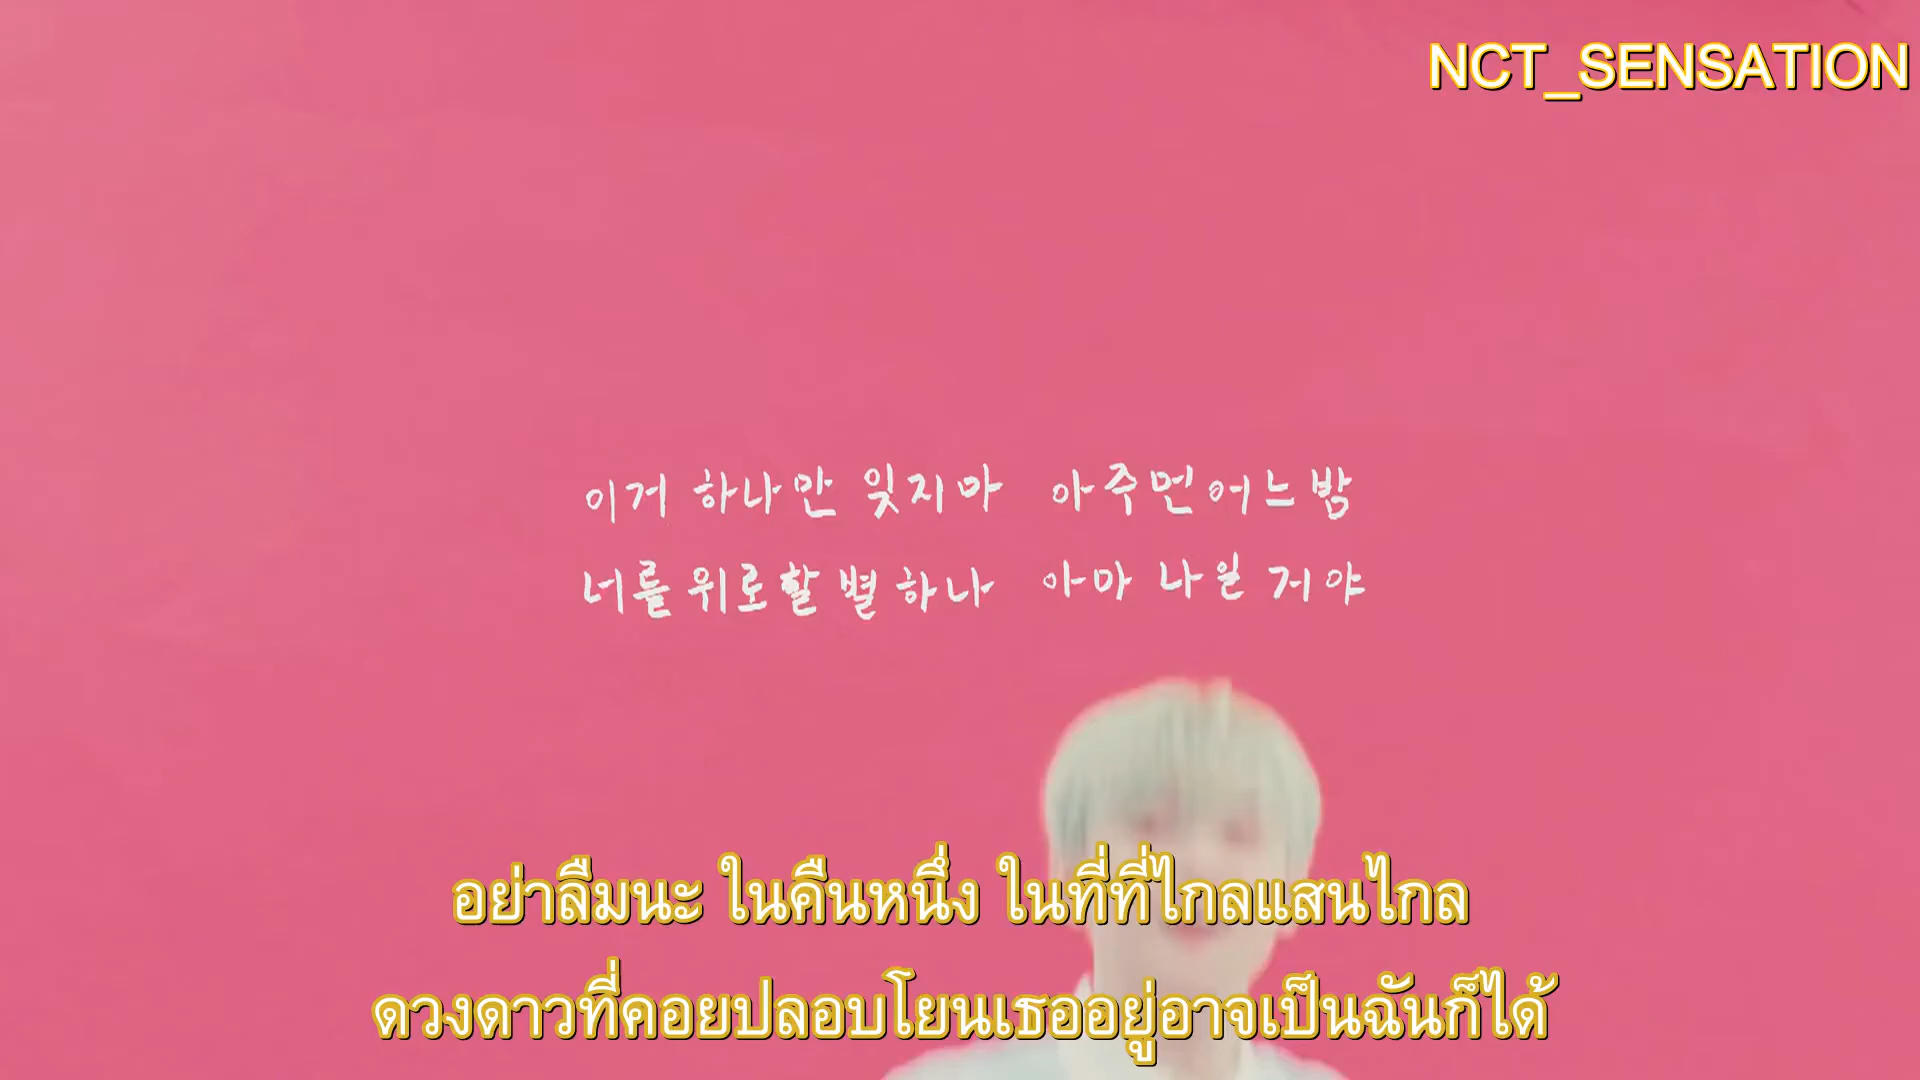 NCT_SENSATION
이거 하나만 잊지마 아주먼어느밤
너를 위로할 별 하나 아마 나일 거야
อย่าลืมนะ ในคืนหนึ่ง ในที่ที่ไกลแสนไกล
ดวงดาวที่คอยปลอบโยนเธออยู่อาจเป็นฉันก็ได้